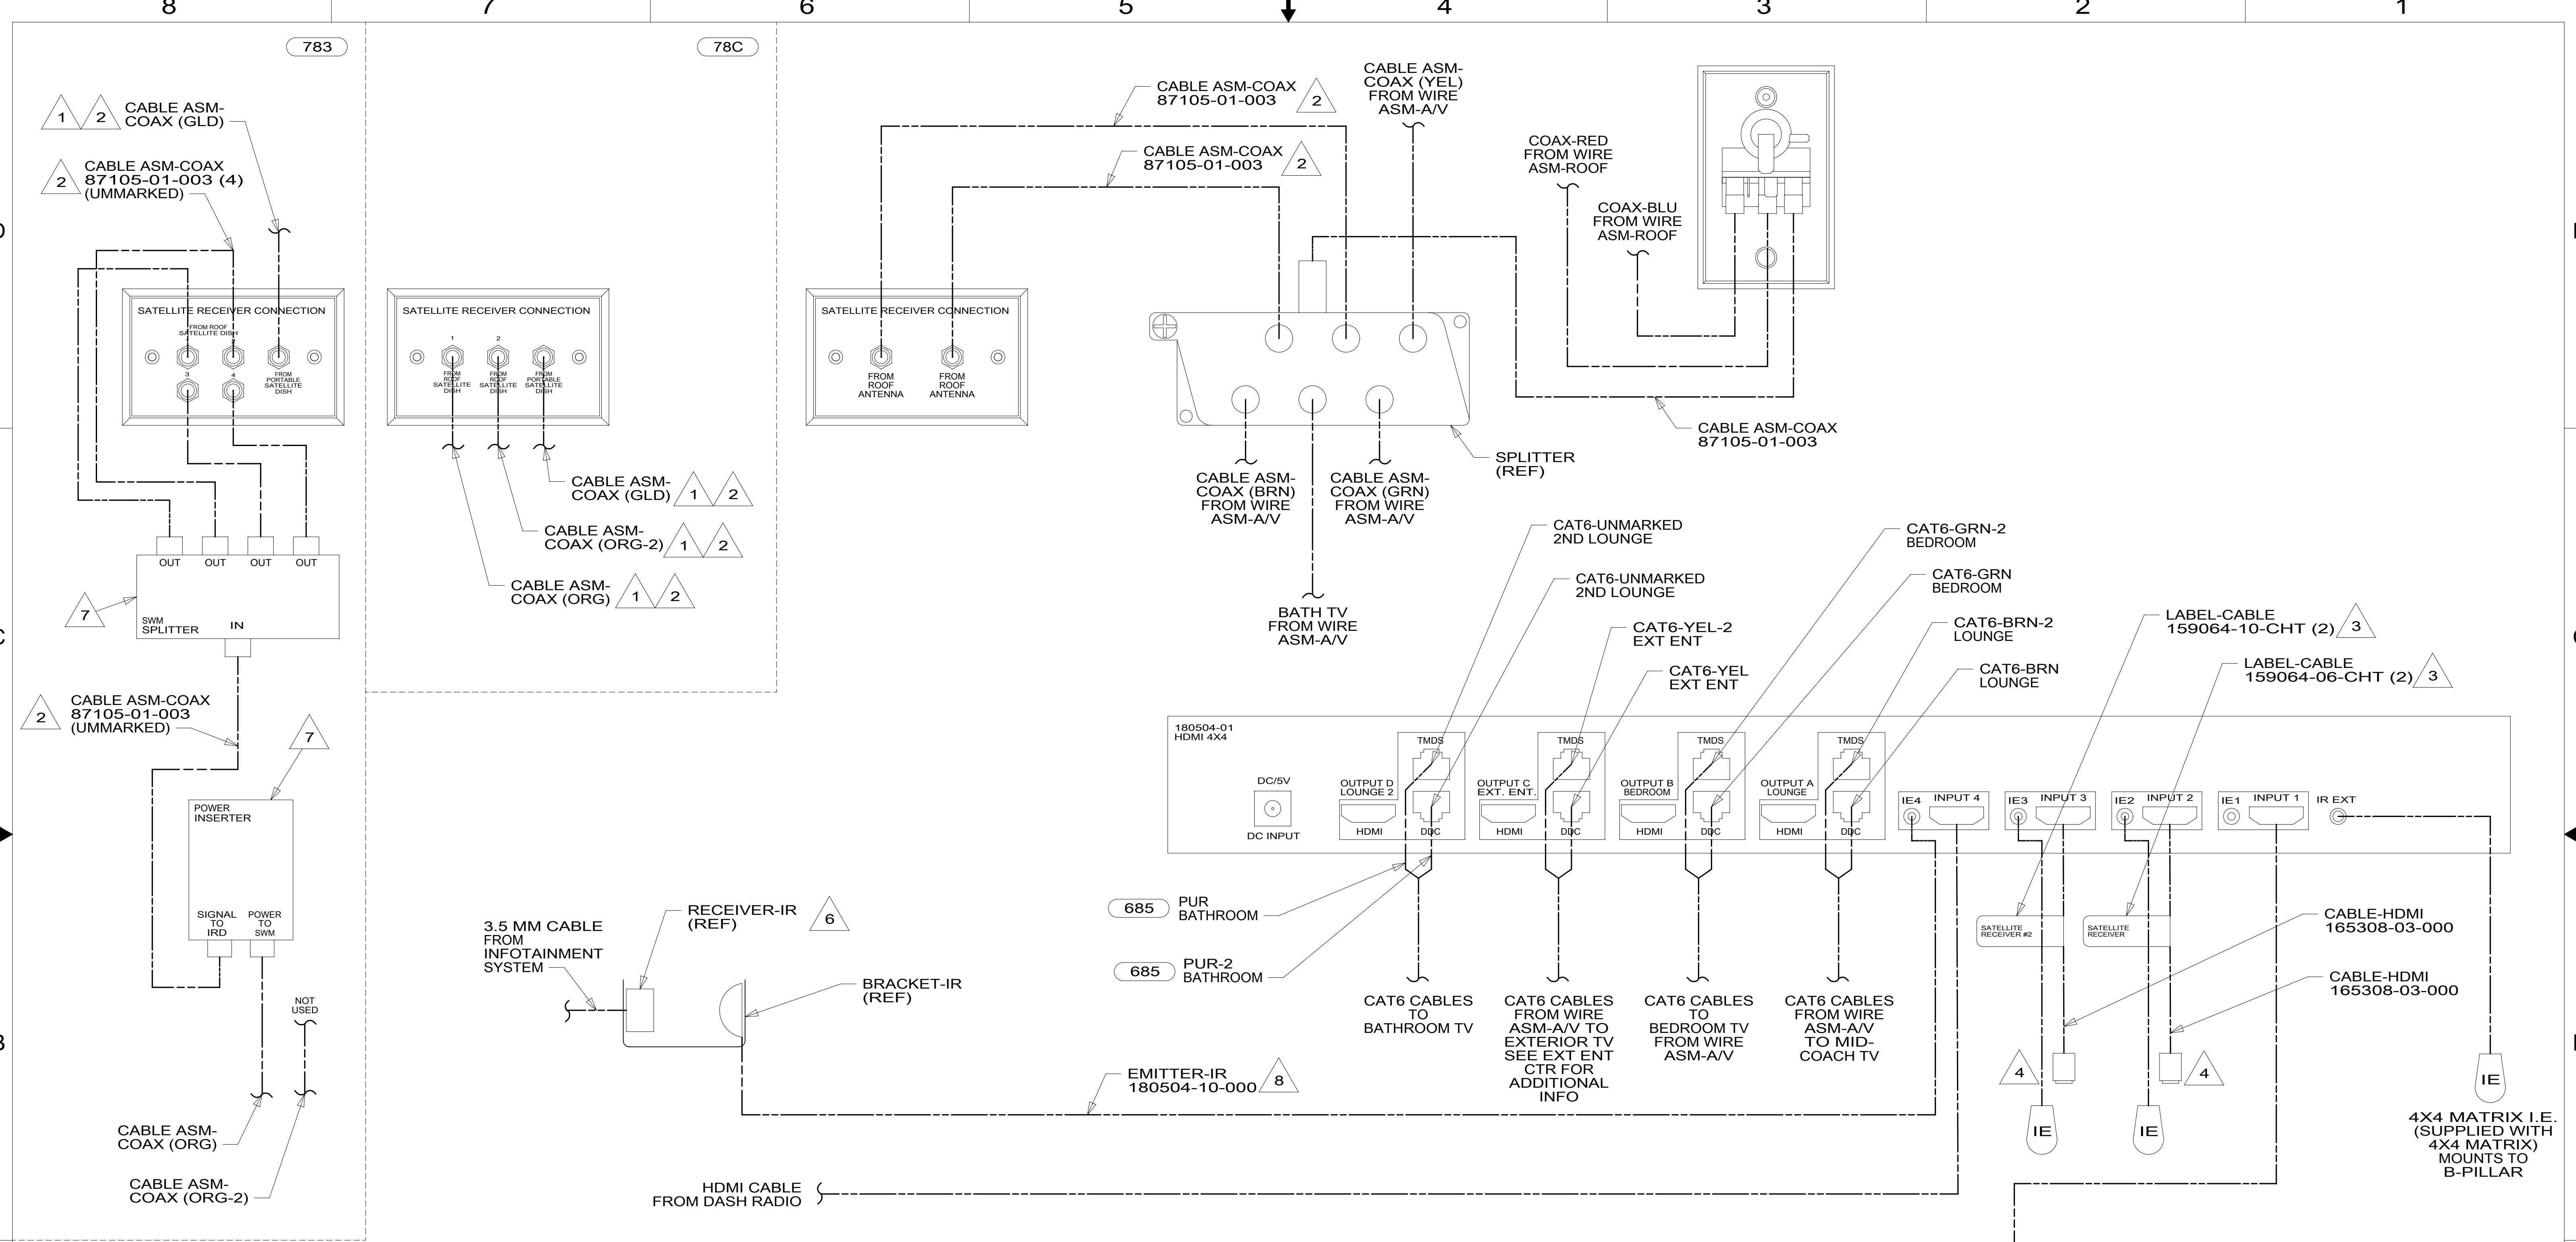 8
7
6
5
4
3
2
1
783
78C
1
2
CABLE ASM-
COAX (GLD)
2
CABLE ASM-COAX
87105-01-003 (4)
(UMMARKED)
SATELLITE RECEIVER CONNECTION
FROM ROOF
SATELLITE DISH
3
4
FROM
PORTABLE
SATELLITE
DISH
OUT
OUT
OUT
OUT
SWM
SPLITTER
IN
7
2
CABLE ASM-COAX
87105-01-003
(UMMARKED)
7
POWER
INSERTER
SIGNAL
TO
IRD
POWER
TO
SWM
NOT
USED
CABLE ASM-
COAX (ORG)
CABLE ASM-
COAX (ORG-2)
SATELLITE RECEIVER CONNECTION
1
2
FROM
ROOF
SATELLITE
DISH
FROM
ROOF
SATELLITE
DISH
FROM
PORTABLE
SATELLITE
DISH
CABLE ASM-
COAX (GLD)
1
2
CABLE ASM-
COAX (ORG-2)
1
2
CABLE ASM-
COAX (ORG)
1
2
CABLE ASM-COAX
87105-01-003
2
CABLE ASM-COAX
87105-01-003
2
SATELLITE RECEIVER CONNECTION
FROM
ROOF
ANTENNA
FROM
ROOF
ANTENNA
CABLE ASM-
COAX (YEL)
FROM WIRE
ASM-A/V
COAX-RED
FROM WIRE
ASM-ROOF
COAX-BLU
FROM WIRE
ASM-ROOF
CABLE ASM-COAX
87105-01-003
SPLITTER
(REF)
CABLE ASM-
COAX (BRN)
FROM WIRE
ASM-A/V
CABLE ASM-
COAX (GRN)
FROM WIRE
ASM-A/V
BATH TV
FROM WIRE
ASM-A/V
CAT6-UNMARKED
2ND LOUNGE
CAT6-UNMARKED
2ND LOUNGE
CAT6-YEL-2
EXT ENT
CAT6-YEL
EXT ENT
CAT6-GRN-2
BEDROOM
CAT6-GRN
BEDROOM
CAT6-BRN-2
LOUNGE
CAT6-BRN
LOUNGE
LABEL-CABLE
159064-10-CHT (2)
3
LABEL-CABLE
159064-06-CHT (2)
3
180504-01
HDMI 4X4
DC/5V
DC INPUT
OUTPUT D
LOUNGE 2
HDMI
TMDS
DDC
OUTPUT C
EXT. ENT.
HDMI
TMDS
DDC
OUTPUT B
BEDROOM
HDMI
TMDS
DDC
OUTPUT A
LOUNGE
HDMI
TMDS
DDC
IE4
INPUT 4
IE3
INPUT 3
IE2
INPUT 2
IE1
INPUT 1
IR EXT
685
PUR
BATHROOM
685
PUR-2
BATHROOM
CAT6 CABLES
TO
BATHROOM TV
CAT6 CABLES
FROM WIRE
ASM-A/V TO
EXTERIOR TV
SEE EXT ENT
CTR FOR
ADDITIONAL
INFO
CAT6 CABLES
TO
BEDROOM TV
FROM WIRE
ASM-A/V
CAT6 CABLES
FROM WIRE
ASM-A/V
TO MID-
COACH TV
SATELLITE
RECEIVER #2
SATELLITE
RECEIVER
CABLE-HDMI
165308-03-000
CABLE-HDMI
165308-03-000
4
4
IE
IE
IE
4X4 MATRIX I.E.
(SUPPLIED WITH
4X4 MATRIX)
MOUNTS TO
B-PILLAR
3.5 MM CABLE
FROM
INFOTAINMENT
SYSTEM
RECEIVER-IR
(REF)
6
BRACKET-IR
(REF)
EMITTER-IR
180504-10-000
8
HDMI CABLE
FROM DASH RADIO